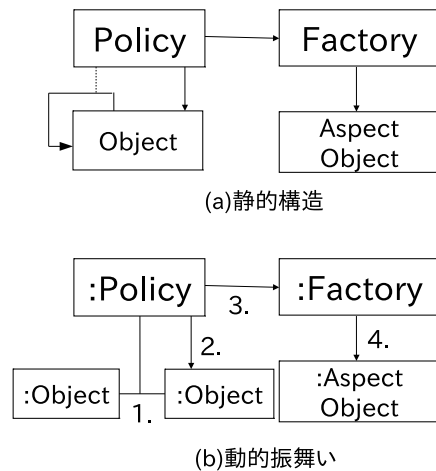 Policy
Factory
Object
Aspect
Object
(a)静的構造
:Policy
:Factory
3.
2.
4.
:Object
1.
:Object
:Aspect
Object
(b)動的振舞い